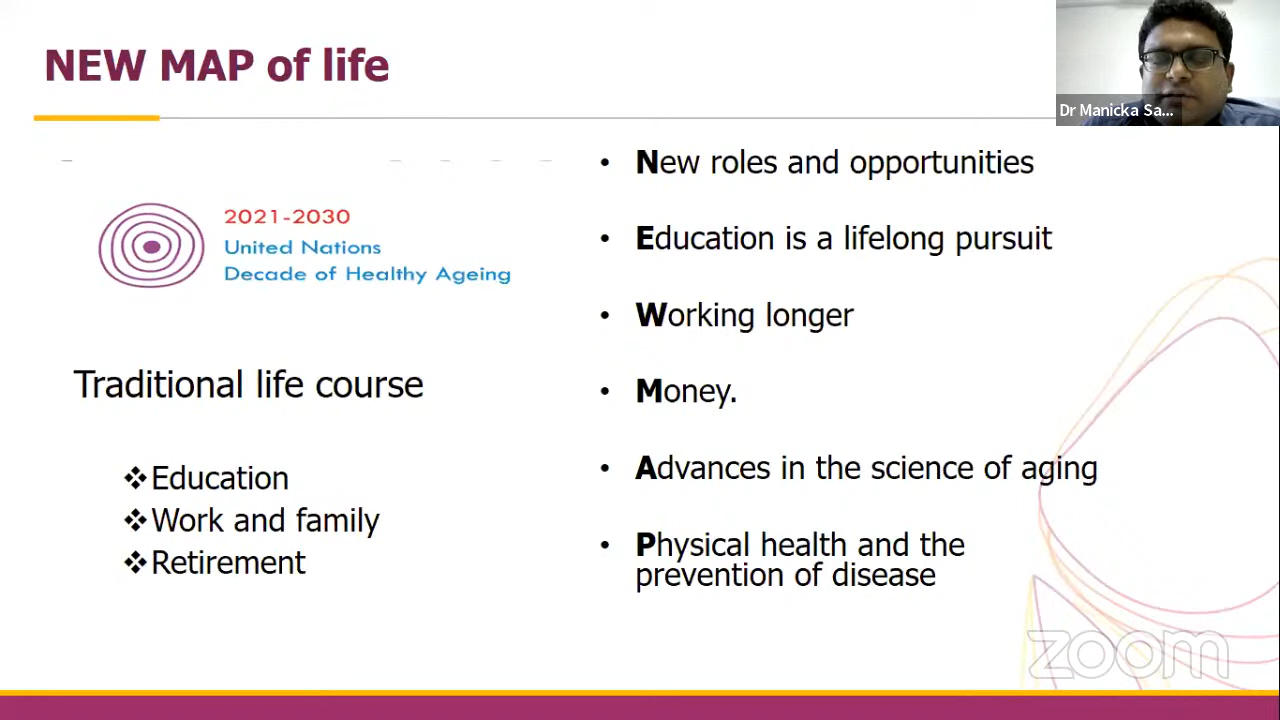 NEW MAP of life
Dr Manicka Sa...
2021-2030
United Nations
Decade of Healthy Ageing
Traditional life course
❖Education
❖Work and family
❖Retirement
• New roles and opportunities
• Education is a lifelong pursuit
• Working longer
• Money.
• Advances in the science of aging
• Physical health and the
prevention of disease
zoom